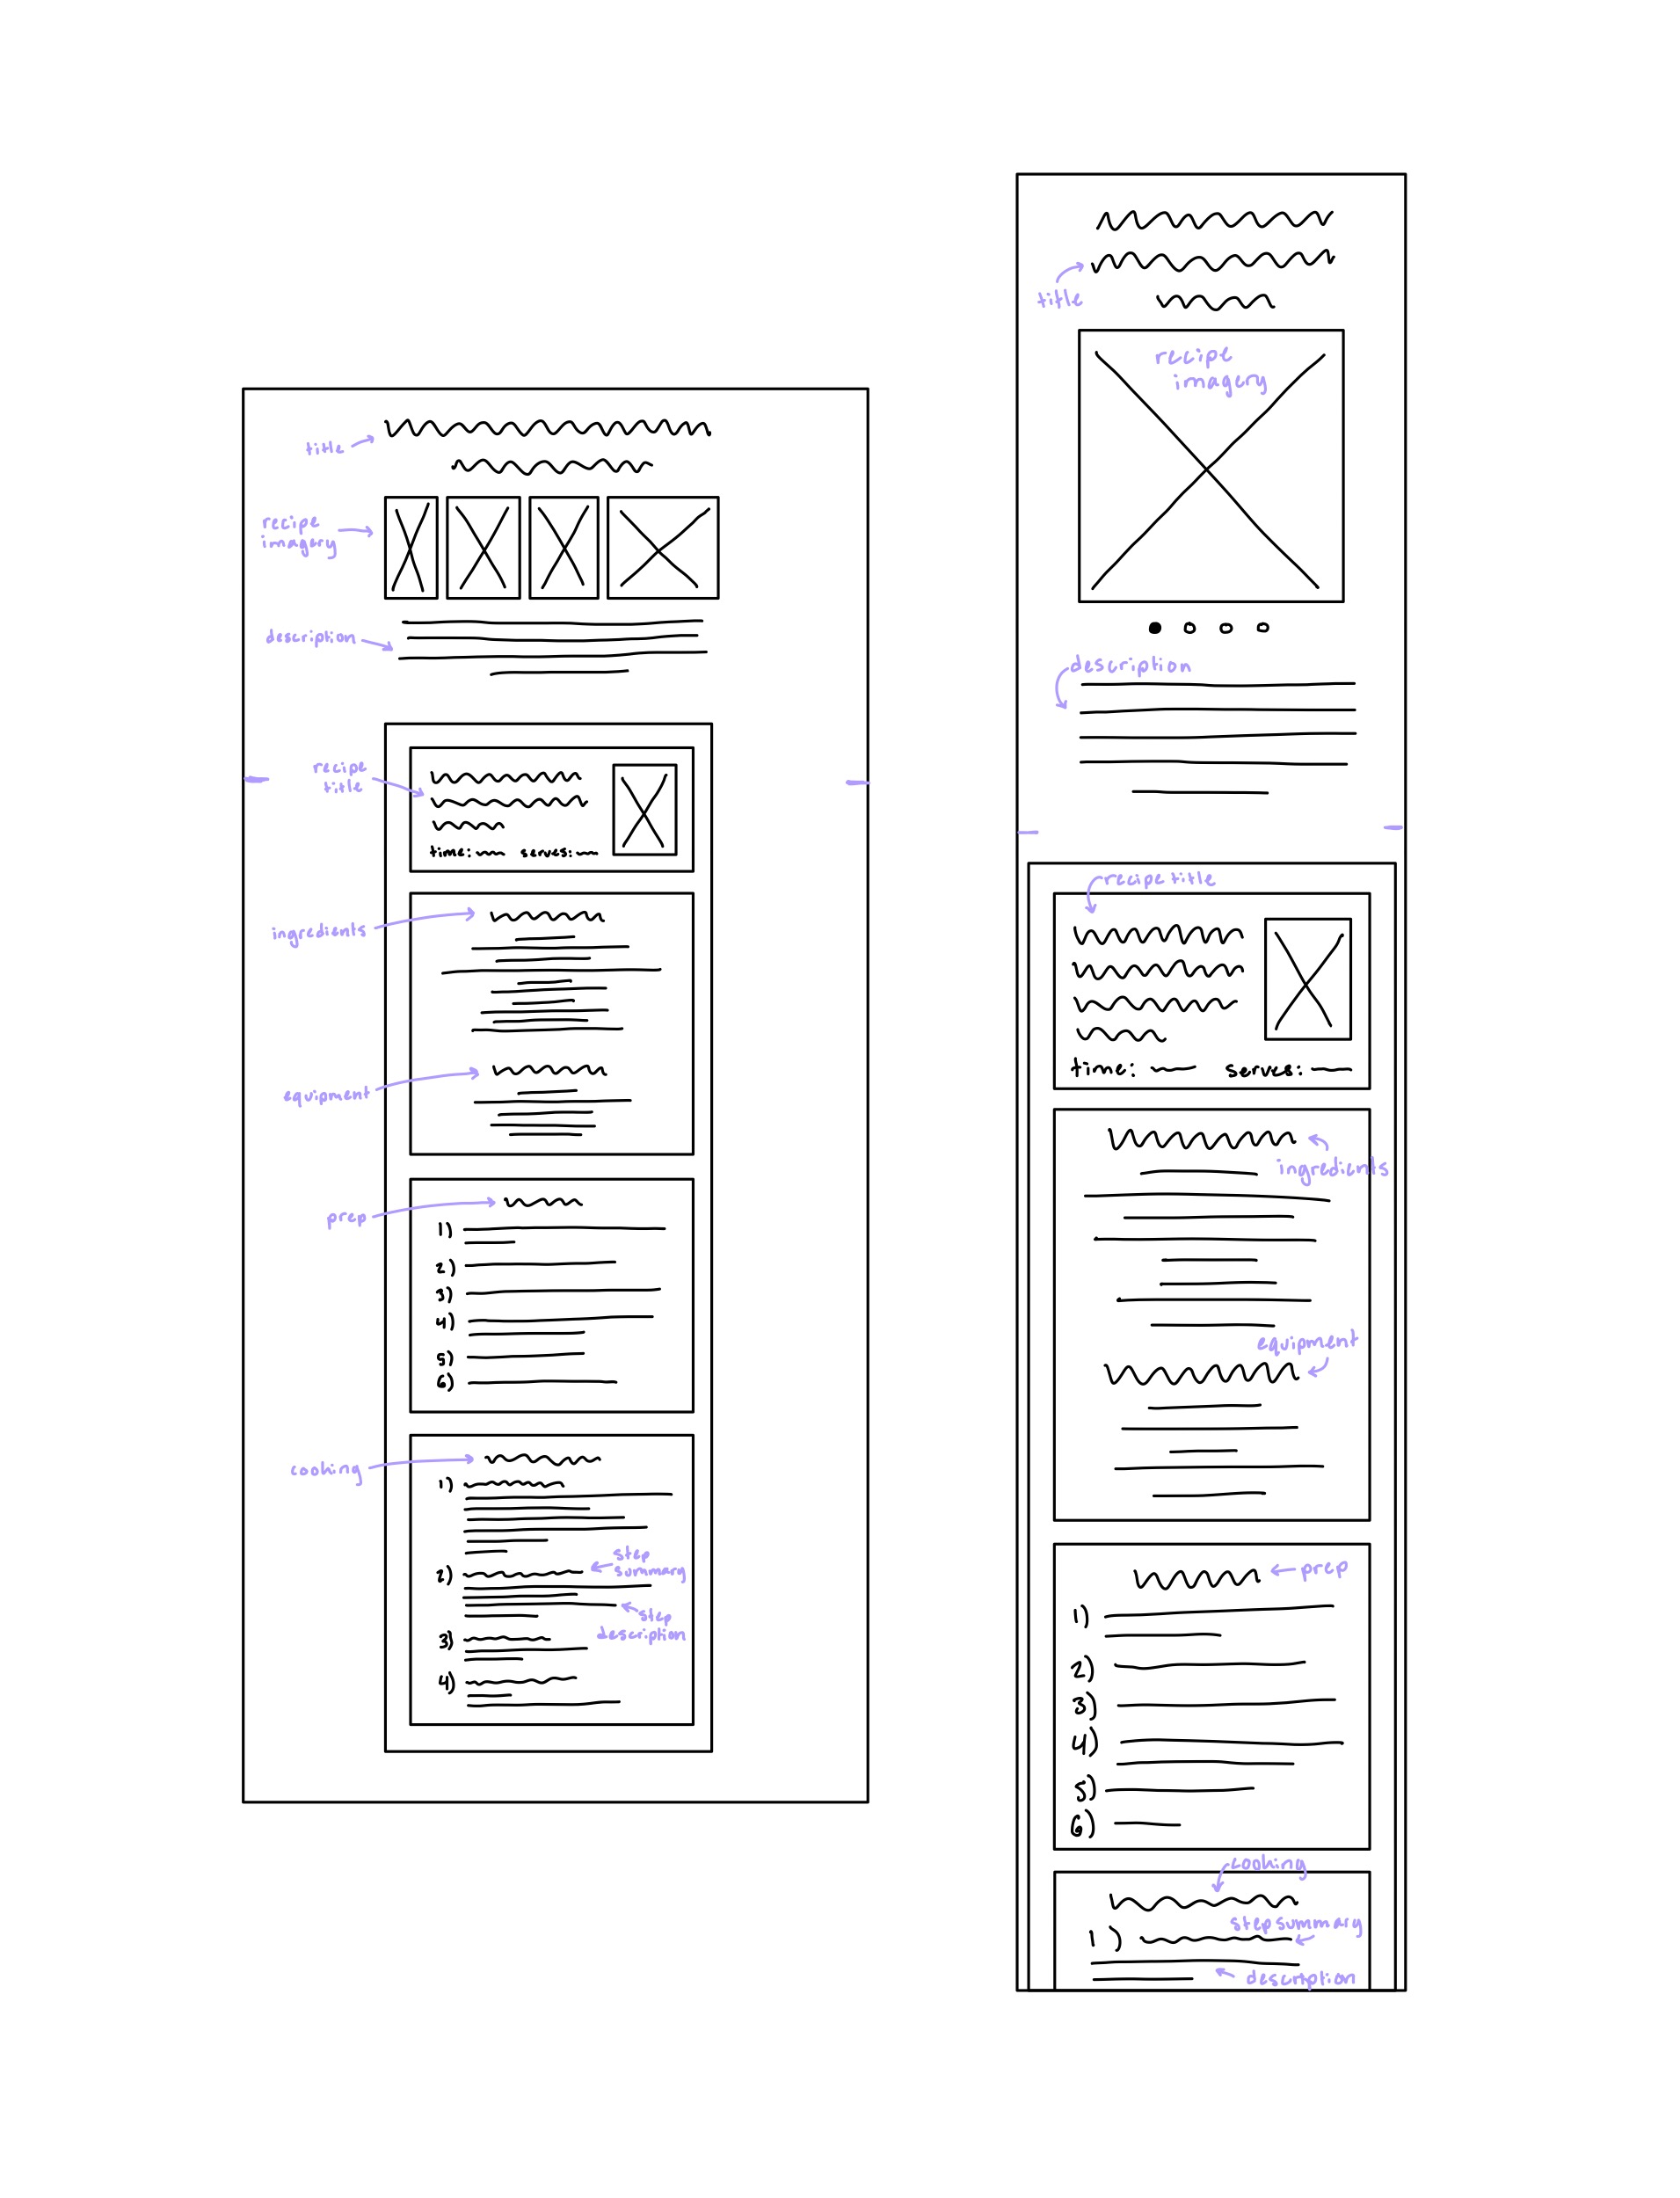 title
recipe
imagery
description
recipe
title
time:
serves:
ingredients
equipment
prep
1)
2)
3)
4)
5)
6)
cooking
1)
2)
step
summary
step
description
3)
4)
title
recipe
imagery
description
recipe title
time:
serves:
ingredients
equipment
prep
1)
2)
3)
4)
5)
6)
cooking
step summary
1)
description